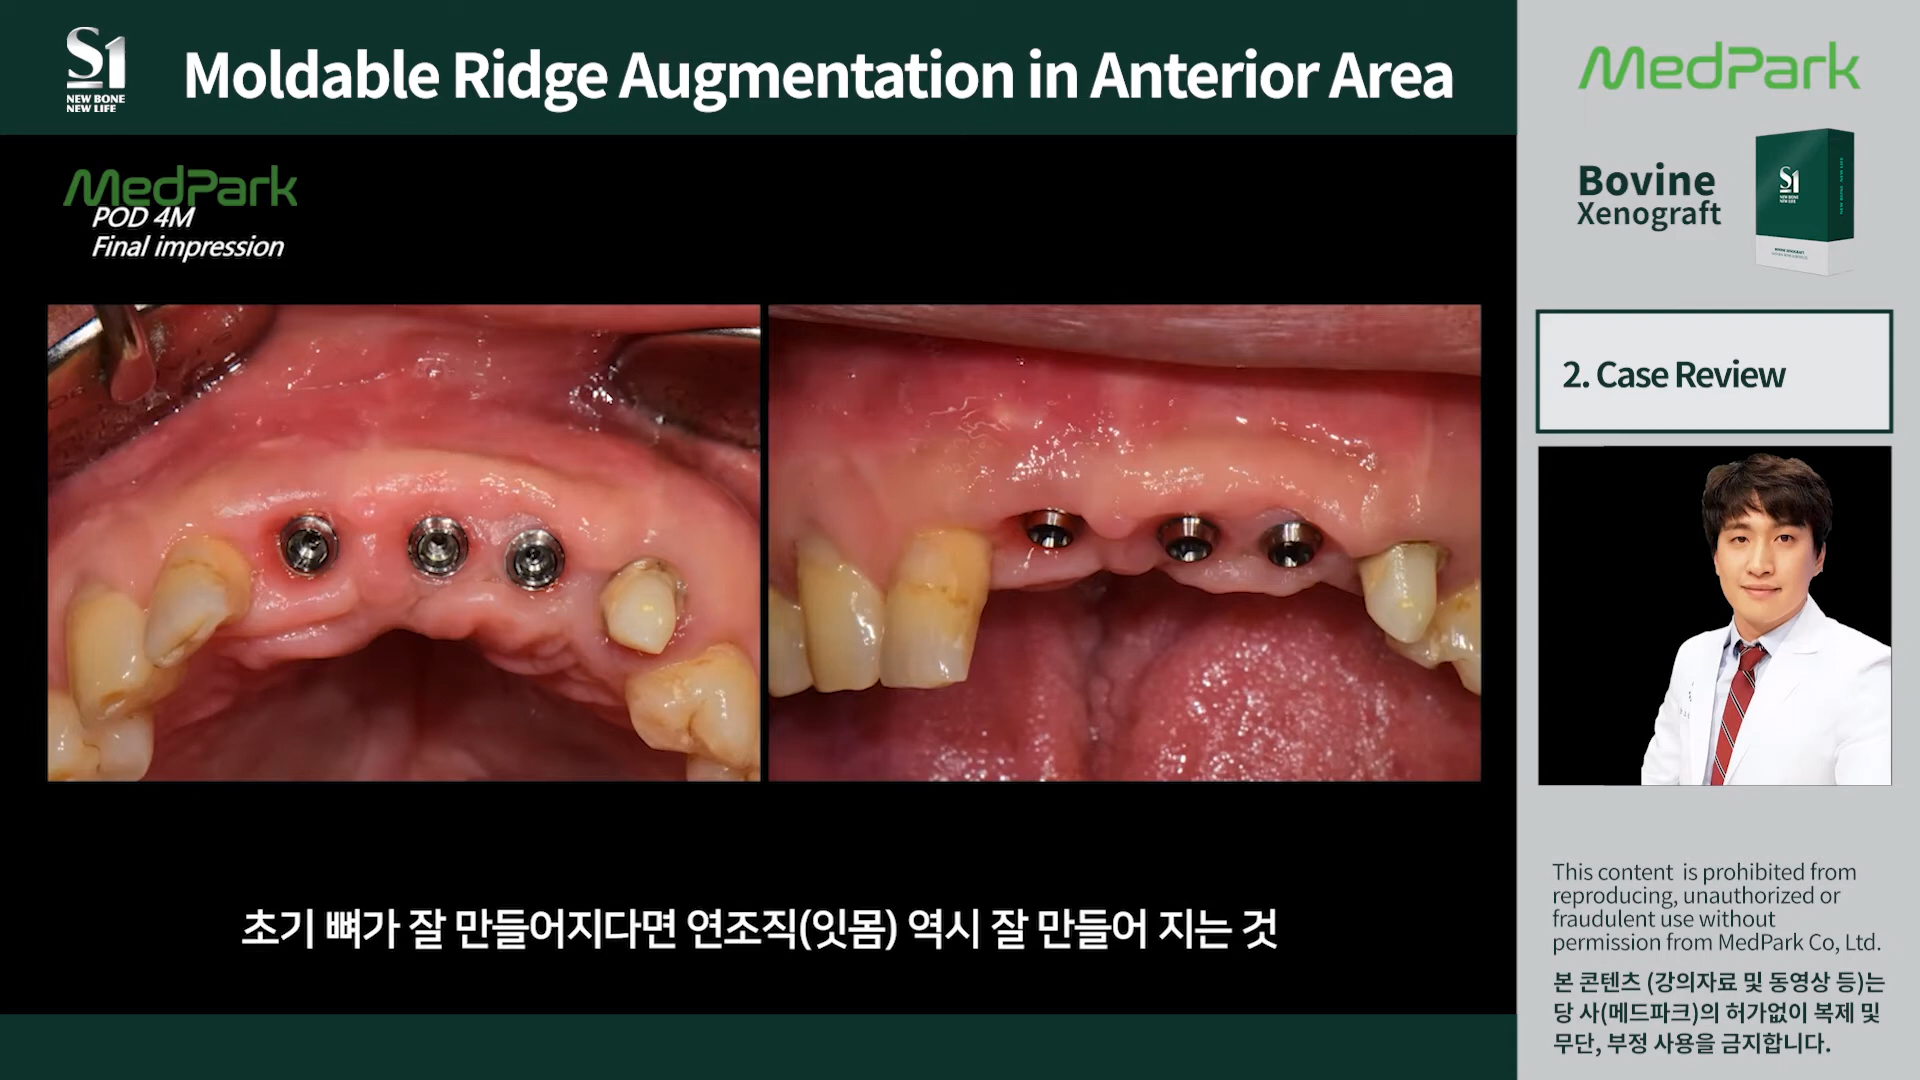 S1
NEW BONE
NEW LIFE
Moldable Ridge Augmentation in Anterior Area
MedPark
POD 4M
Final impression
초기 뼈가 잘 만들어지다면 연조직(잇몸) 역시 잘 만들어 지는 것
MedPark
Bovine
Xenograft
S1
NEW BONE
NEW LIFE
2. Case Review
This content is prohibited from
reproducing, unauthorized or
fraudulent use without
permission from MedPark Co, Ltd.
본 콘텐츠 (강의자료 및 동영상 등)는
당 사(메드파크)의 허가없이 복제 및
무단, 부정 사용을 금지합니다.